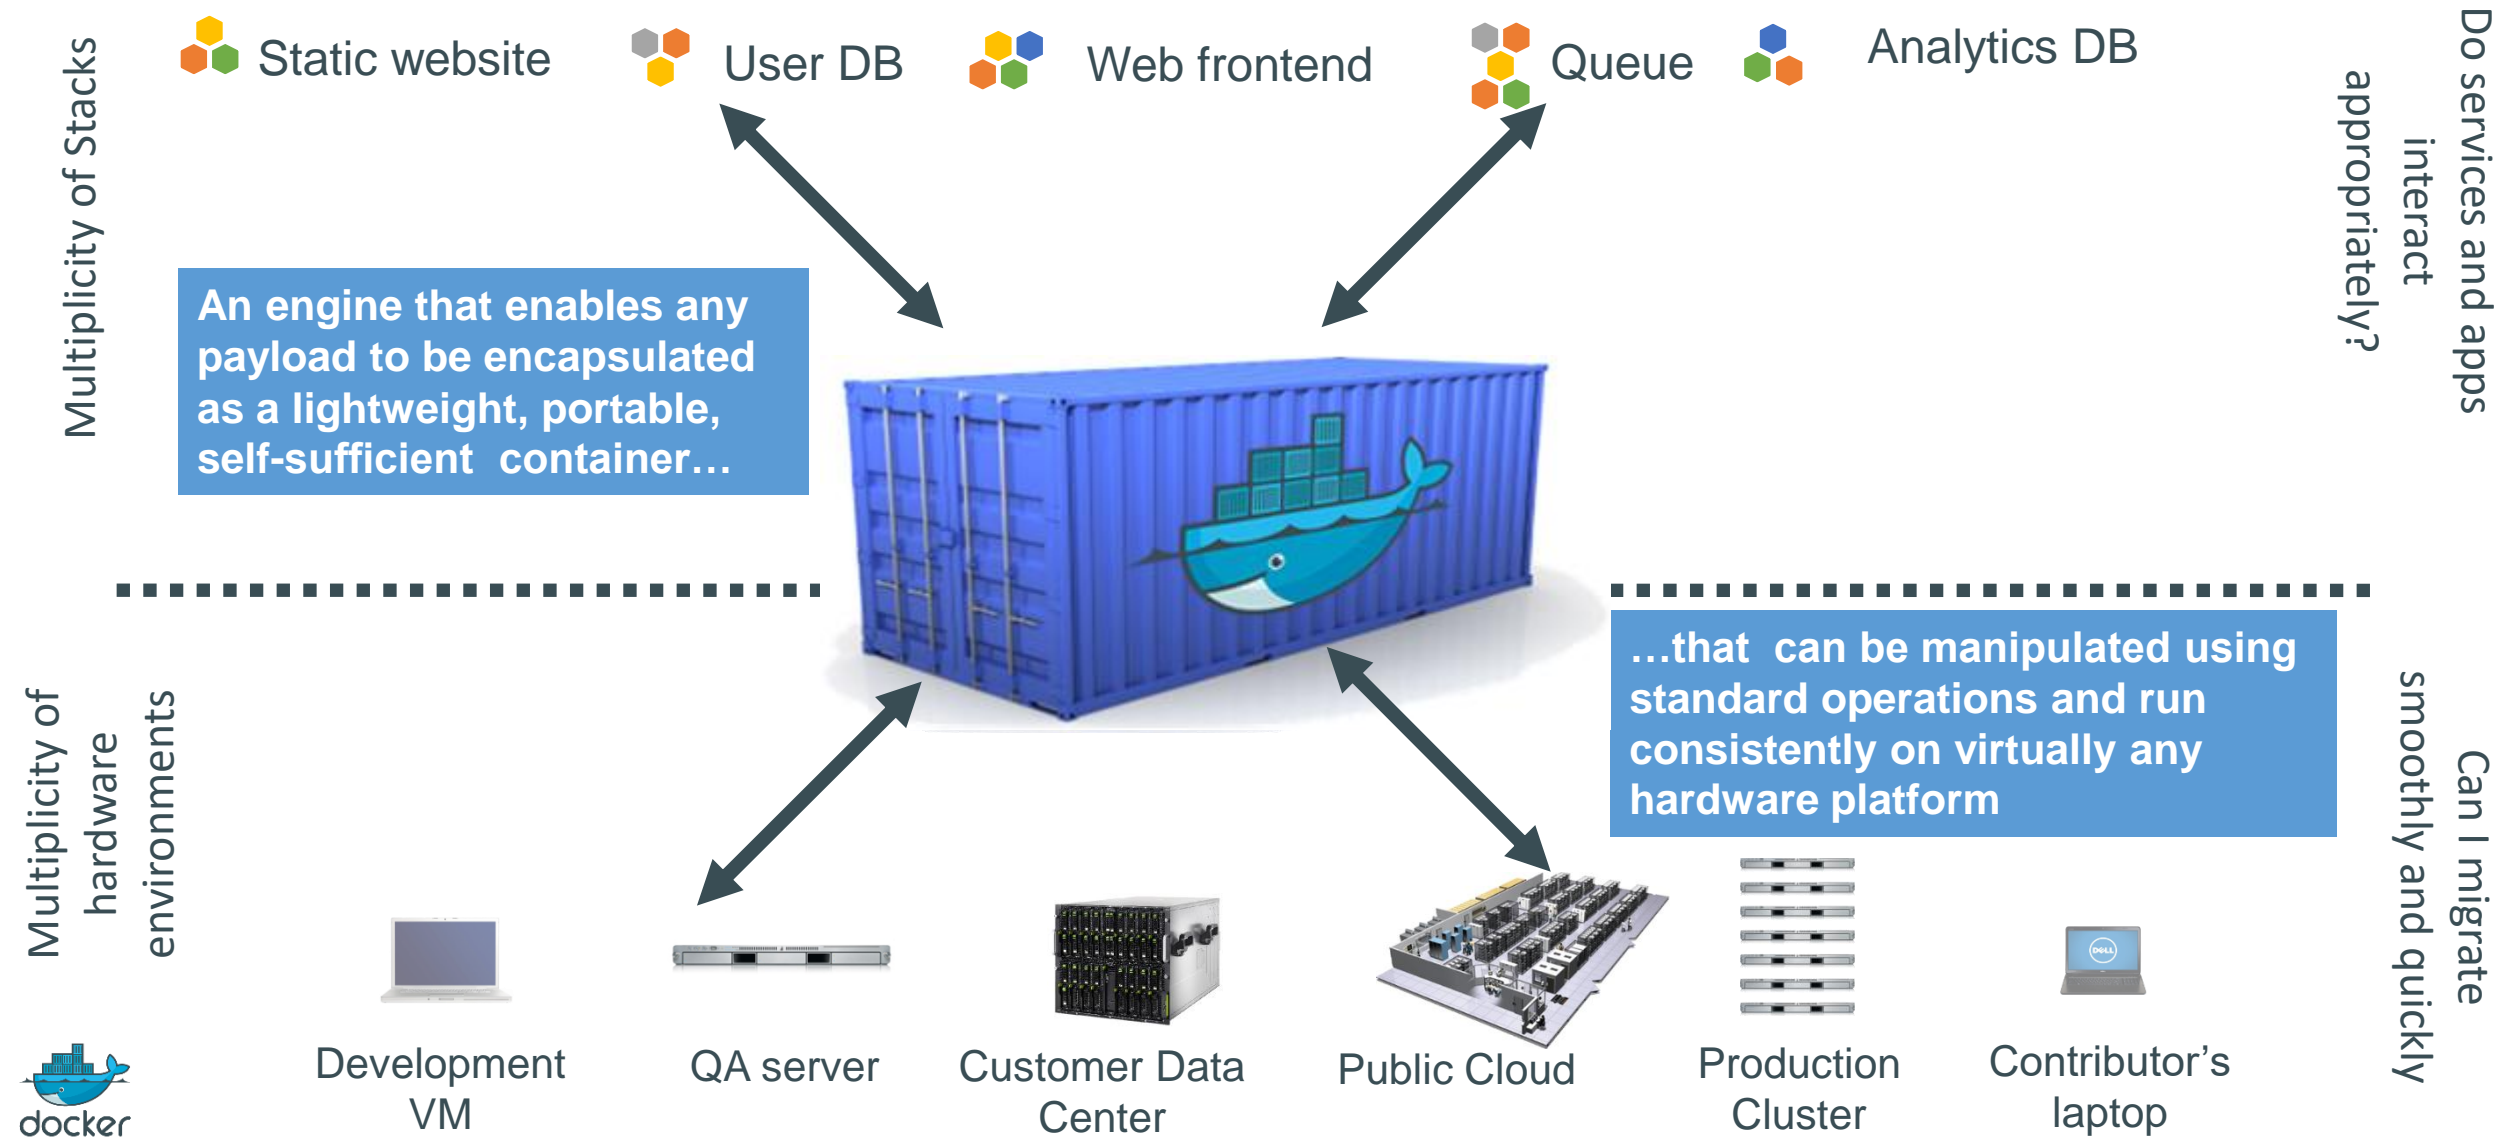 Multiplicity of Stacks
Static website
User DB
Web frontend
Queue
Analytics DB
Do services and apps
interact
appropriately?
An engine that enables any
payload to be encapsulated
as a lightweight, portable,
self-sufficient container…
…that can be manipulated using
standard operations and run
consistently on virtually any
hardware platform
Multiplicity of
hardware
environments
Can I migrate
smoothly and quickly
DELL
Development
VM
QA server
Customer Data
Center
Public Cloud
Production
Cluster
Contributor’s
laptop
docker